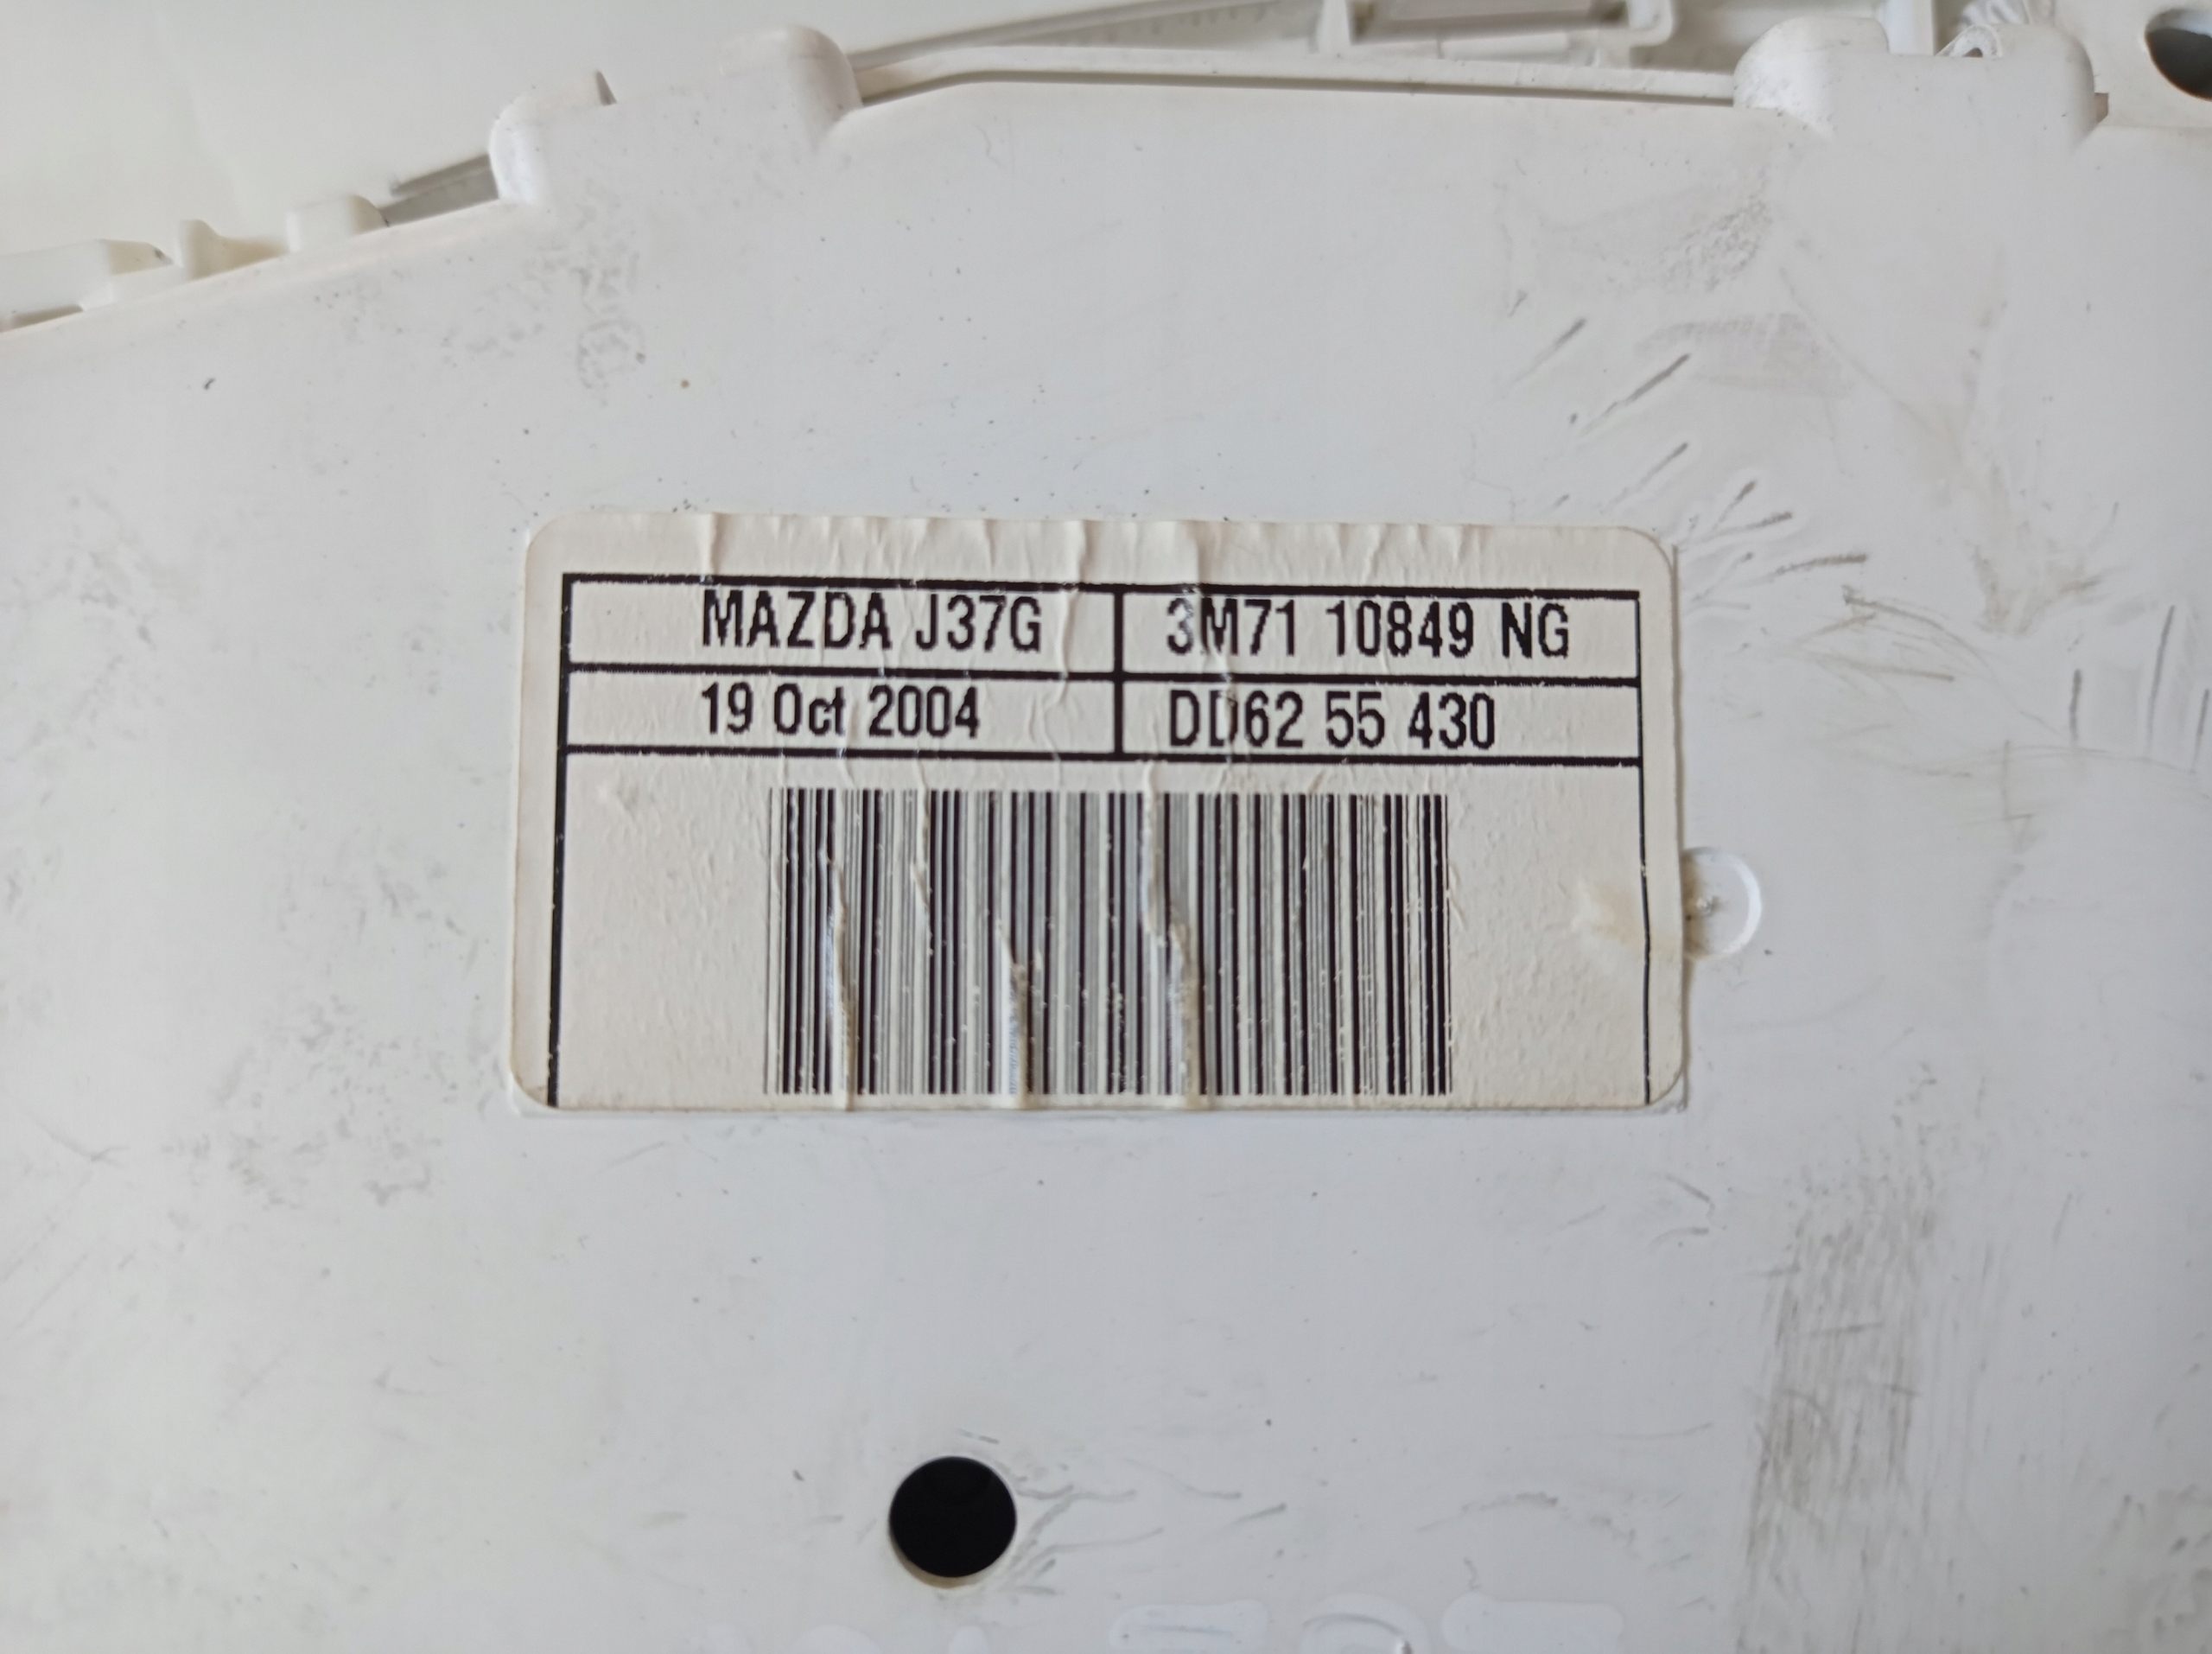 MAZDA J37G 3M71 10849 NG
19 Oct 2004 DD62 55 430